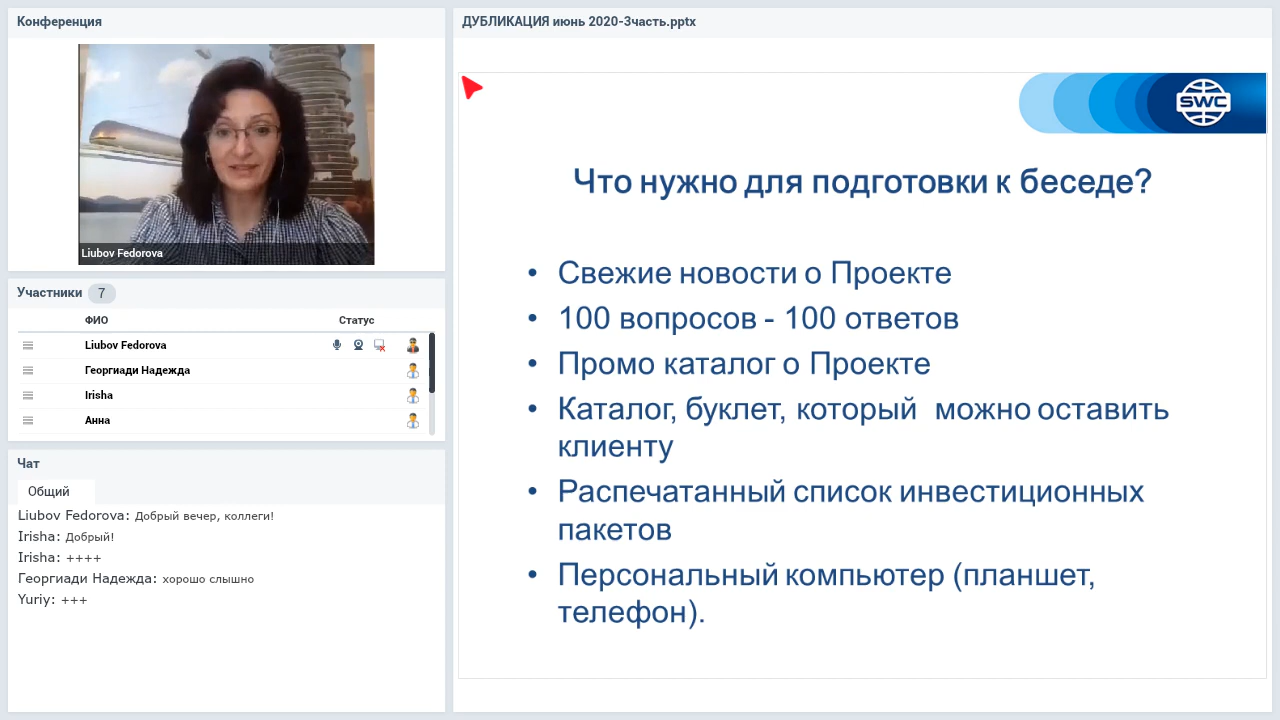 Конференция
Liubov Fedorova
Участники 7
ФИО Статус
Liubov Fedorova
Георгиади Надежда
Irisha
Анна
Чат
Общий
Liubov Fedorova: Добрый вечер, коллеги!
Irisha: Добрый!
Irisha: ++++
Георгиади Надежда: хорошо слышно
Yuriy: +++
ДУБЛИКАЦИЯ июнь 2020-3часть.pptx
SWC
Что нужно для подготовки к беседе?
• Свежие новости о Проекте
• 100 вопросов - 100 ответов
• Промо каталог о Проекте
• Каталог, буклет, который можно оставить
клиенту
• Распечатанный список инвестиционных
пакетов
• Персональный компьютер (планшет,
телефон).